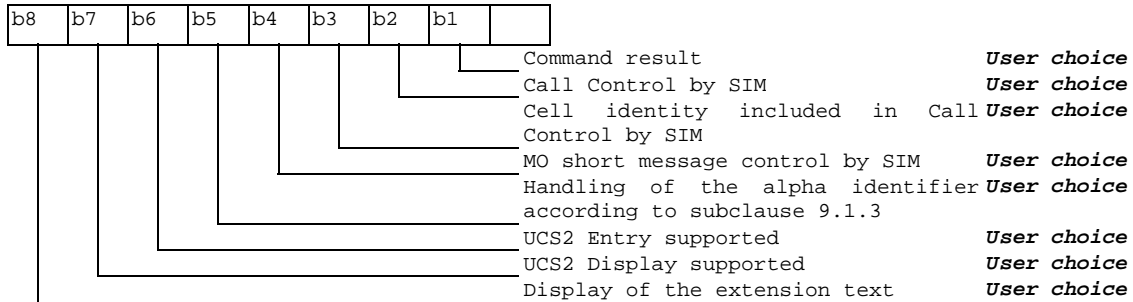 b8 b7 b6 b5 b4 b3 b2 b1
Command result User choice
Call Control by SIM User choice
Cell identity included in Call User choice
Control by SIM
MO short message control by SIM User choice
Handling of the alpha identifier User choice
according to subclause 9.1.3
UCS2 Entry supported User choice
UCS2 Display supported User choice
Display of the extension text User choice